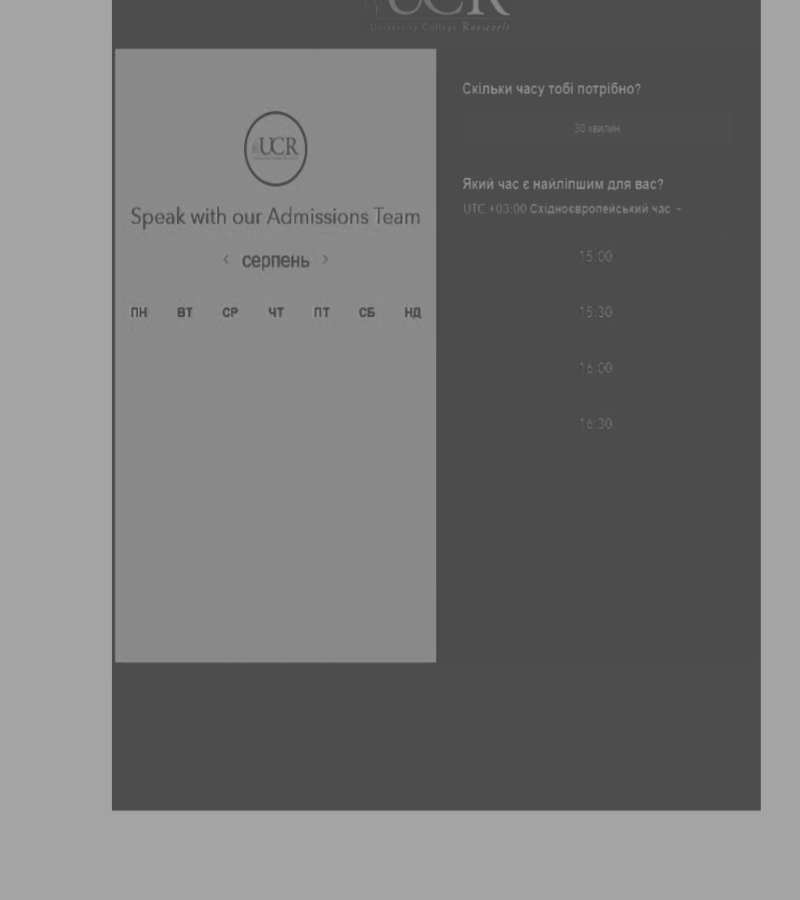 UCR
University College Roosevelt
UCR
Speak with our Admissions Team
‹ серпень ›
ПН ВТ СР ЧТ ПТ СБ НД
Скільки часу тобі потрібно?
30 хвилин
Який час є найліпшим для вас?
UTC +03:00 Східноєвропейський час
15:00
15:30
16:00
16:30